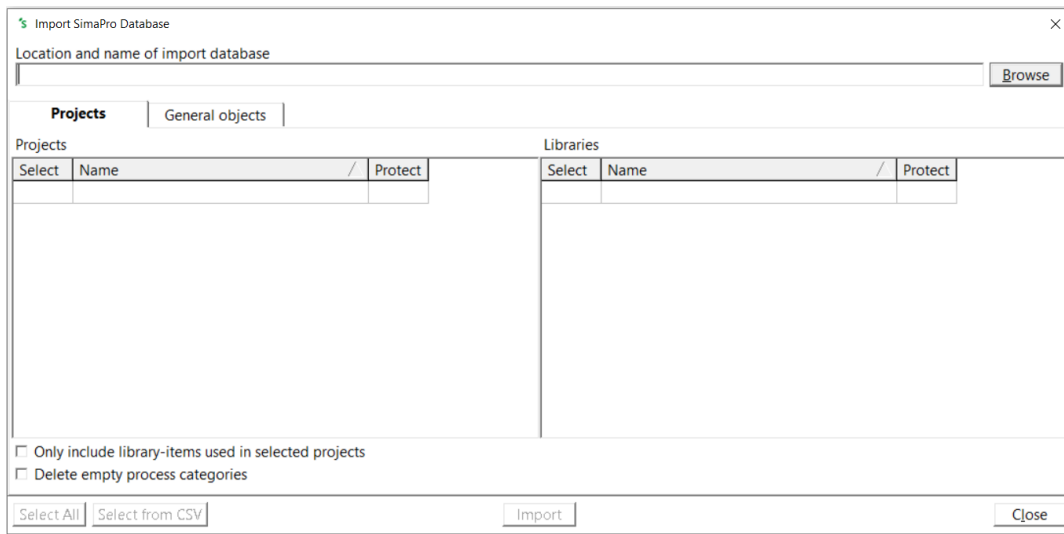 Import SimaPro Database
Location and name of import database
Browse
Projects General objects
Projects Libraries
Select Name Protect Select Name Protect
Only include library-items used in selected projects
Delete empty process categories
Select All Select from CSV Import Close